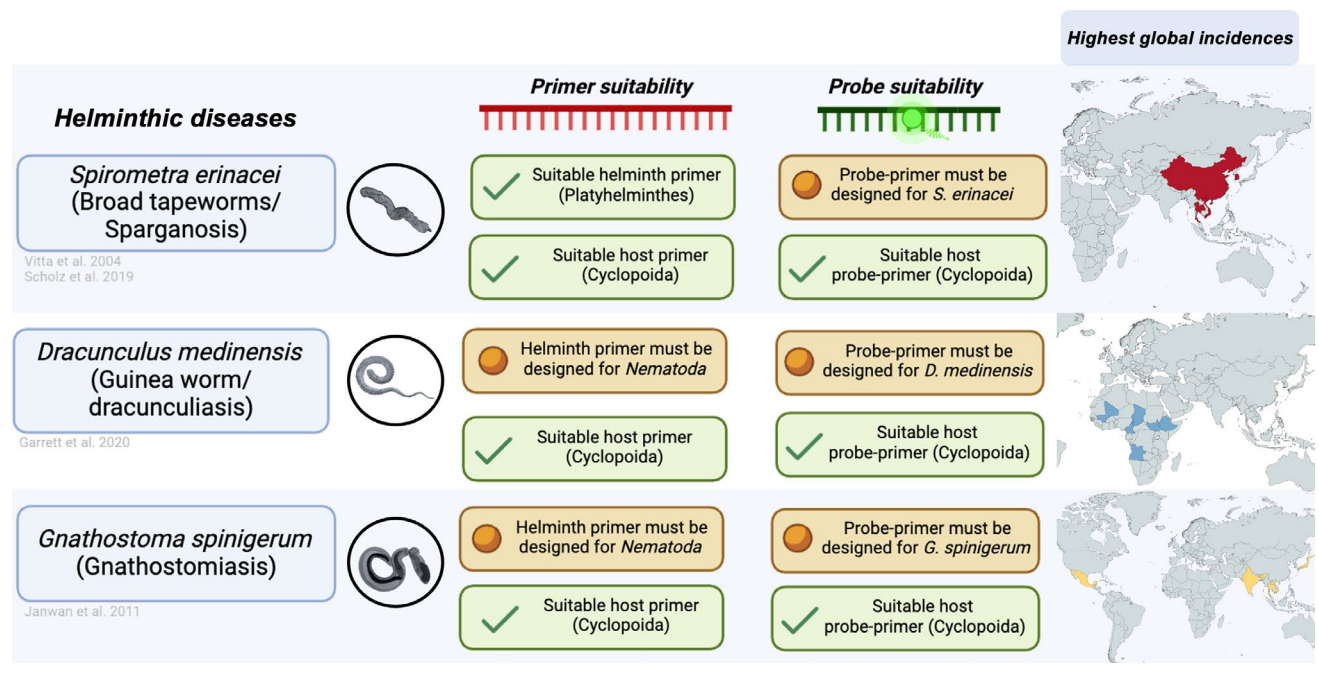 Highest global incidences
Primer suitability
Probe suitability
Helminthic diseases
Spirometra erinacei
(Broad tapeworms/
Sparganosis)
Vitta et al. 2004
Scholz et al. 2019
Suitable helminth primer
(Platyhelminthes)
Probe-primer must be
designed for S. erinacei
Suitable host primer
(Cyclopoida)
Suitable host
probe-primer (Cyclopoida)
Dracunculus medinensis
(Guinea worm/
dracunculiasis)
Garrett et al. 2020
Helminth primer must be
designed for Nematoda
Probe-primer must be
designed for D. medinensis
Suitable host primer
(Cyclopoida)
Suitable host
probe-primer (Cyclopoida)
Gnathostoma spinigerum
(Gnathostomiasis)
Janwan et al. 2011
Helminth primer must be
designed for Nematoda
Probe-primer must be
designed for G. spinigerum
Suitable host primer
(Cyclopoida)
Suitable host
probe-primer (Cyclopoida)